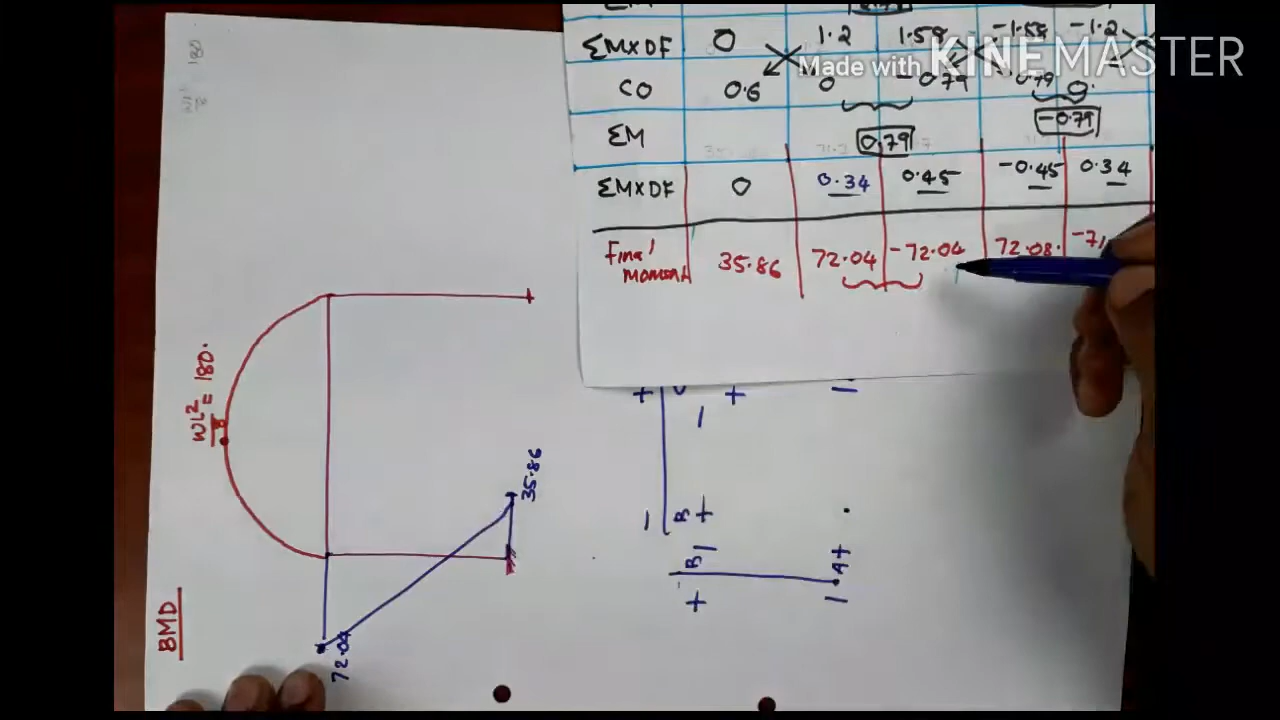 ΣM×DF 0 1.2 1.58 -1.58 -1.2
Made with KINEMASTER
CO 0.6 0 -0.79 0.79 0
ΣM 0.79 -0.79
ΣM×DF 0 0.34 0.45 -0.45 0.34
Final moment 35.86 72.04 -72.04 72.08
BMD
WL²/8 = 180.
72.04
35.86
+ C + 
-
- B +
B -
+
A +
-